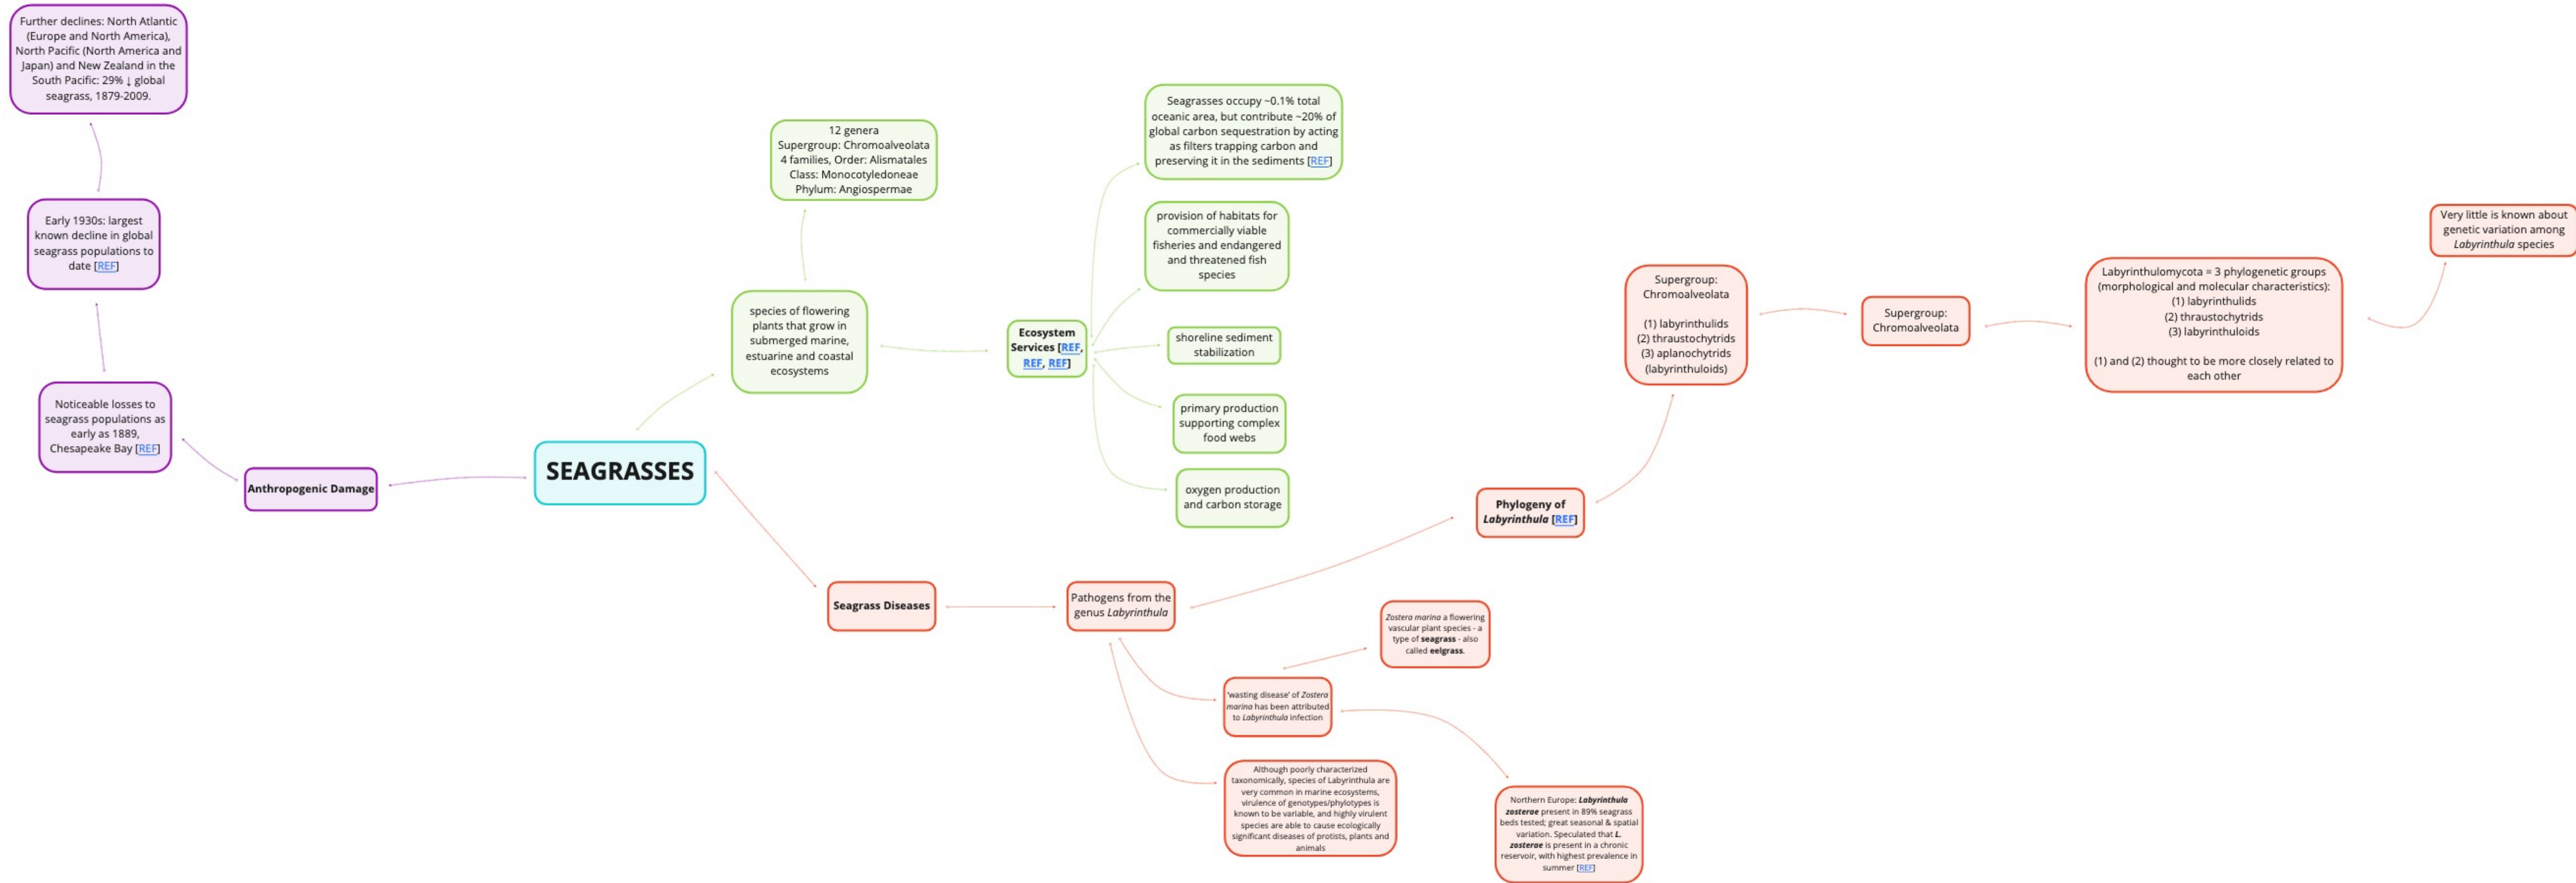 Further declines: North Atlantic
(Europe and North America),
North Pacific (North America and
Japan) and New Zealand in the
South Pacific: 29% ↓ global
seagrass, 1879-2009.
Early 1930s: largest
known decline in global
seagrass populations to
date [REF]
Noticeable losses to
seagrass populations as
early as 1889,
Chesapeake Bay [REF]
Anthropogenic Damage
SEAGRASSES
12 genera
Supergroup: Chromoalveolata
4 families, Order: Alismatales
Class: Monocotyledoneae
Phylum: Angiospermae
species of flowering
plants that grow in
submerged marine,
estuarine and coastal
ecosystems
Ecosystem
Services [REF,
REF, REF]
Seagrasses occupy ~0.1% total
oceanic area, but contribute ~20% of
global carbon sequestration by acting
as filters trapping carbon and
preserving it in the sediments [REF]
provision of habitats for
commercially viable
fisheries and endangered
and threatened fish
species
shoreline sediment
stabilization
primary production
supporting complex
food webs
oxygen production
and carbon storage
Seagrass Diseases
Pathogens from the
genus Labyrinthula
Phylogeny of
Labyrinthula [REF]
Supergroup:
Chromoalveolata
(1) labyrinthulids
(2) thraustochytrids
(3) aplanochytrids
(labyrinthuloids)
Supergroup:
Chromoalveolata
Labyrinthulomycota = 3 phylogenetic groups
(morphological and molecular characteristics):
(1) labyrinthulids
(2) thraustochytrids
(3) labyrinthuloids
(1) and (2) thought to be more closely related to
each other
Very little is known about
genetic variation among
Labyrinthula species
Zostera marina a flowering
vascular plant species - a
type of seagrass - also
called eelgrass.
'wasting disease' of Zostera
marina has been attributed
to Labyrinthula infection
Although poorly characterized
taxonomically, species of Labyrinthula are
very common in marine ecosystems,
virulence of genotypes/phylotypes is
known to be variable, and highly virulent
species are able to cause ecologically
significant diseases of protists, plants and
animals
Northern Europe: Labyrinthula
zosterae present in 89% seagrass
beds tested; great seasonal & spatial
variation. Speculated that L.
zosterae is present in a chronic
reservoir, with highest prevalence in
summer [REF]